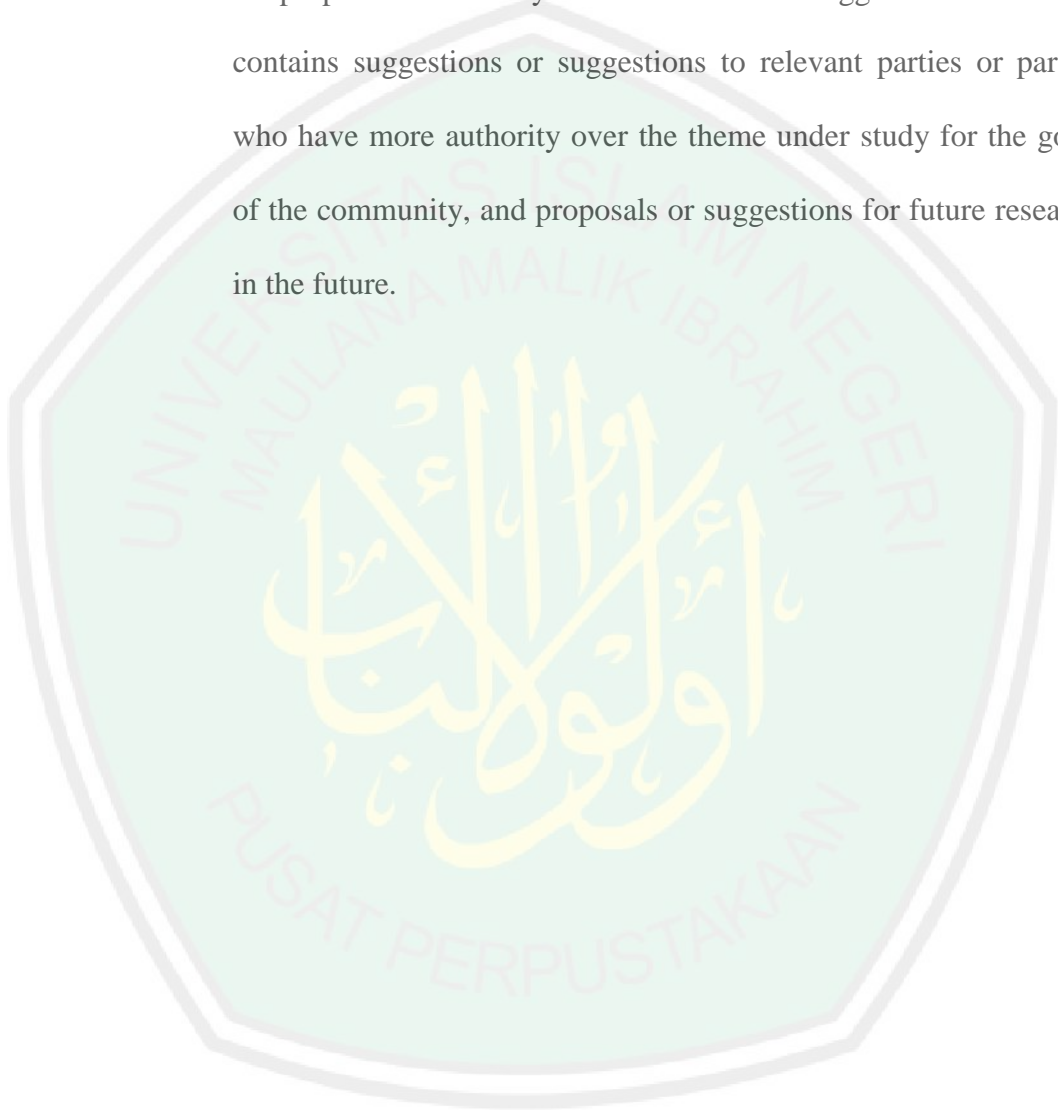 contains suggestions or suggestions to relevant parties or par
who have more authority over the theme under study for the go
of the community, and proposals or suggestions for future resea
in the future.
UNIVERSITAS ISLAM NEGERI
MAULANA MALIK IBRAHIM
أولوا الألباب
PUSAT PERPUSTAKAAN